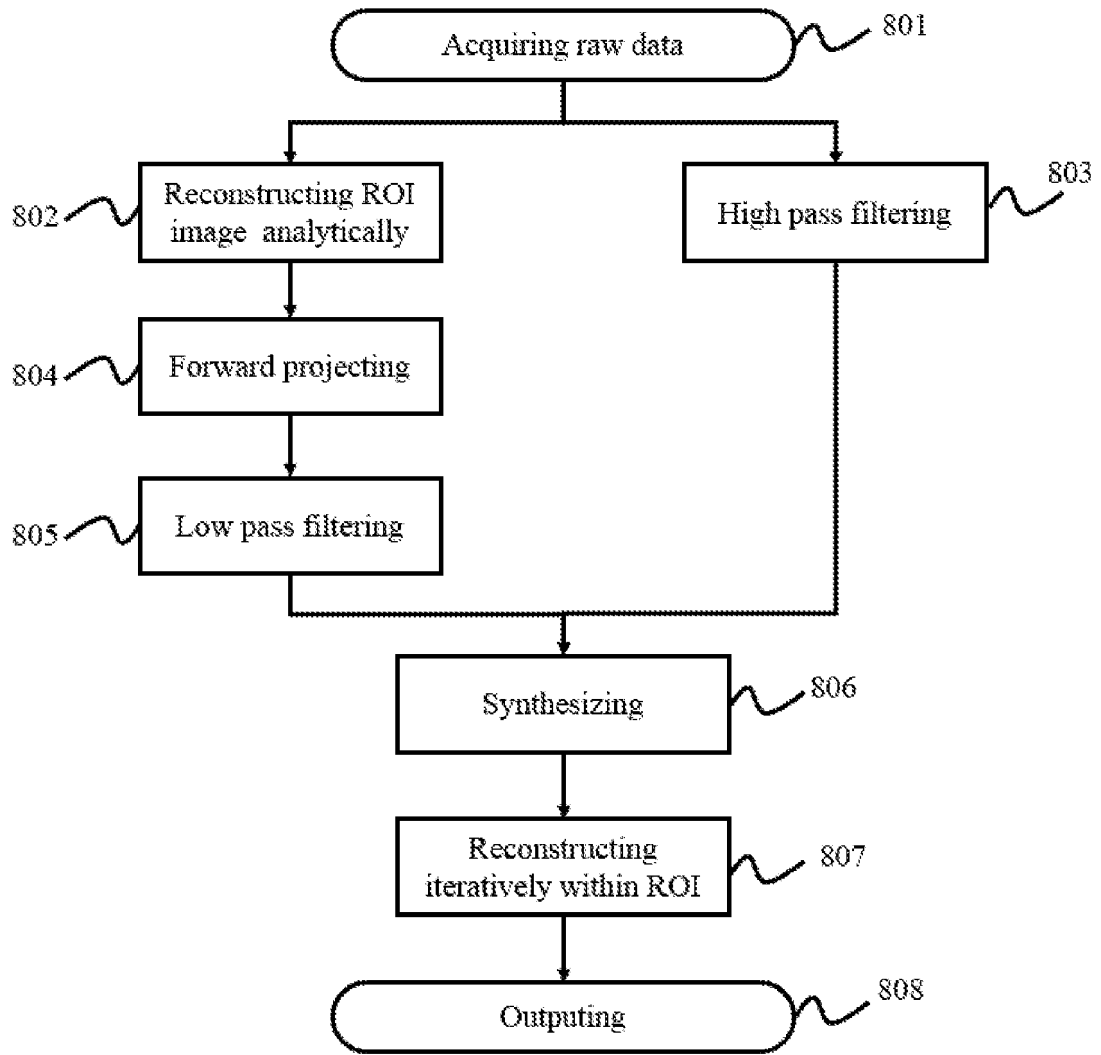 Acquiring raw data
801
Reconstructing ROI
image analytically
802
High pass filtering
803
Forward projecting
804
Low pass filtering
805
Synthesizing
806
Reconstructing
iteratively within ROI
807
Outputing
808